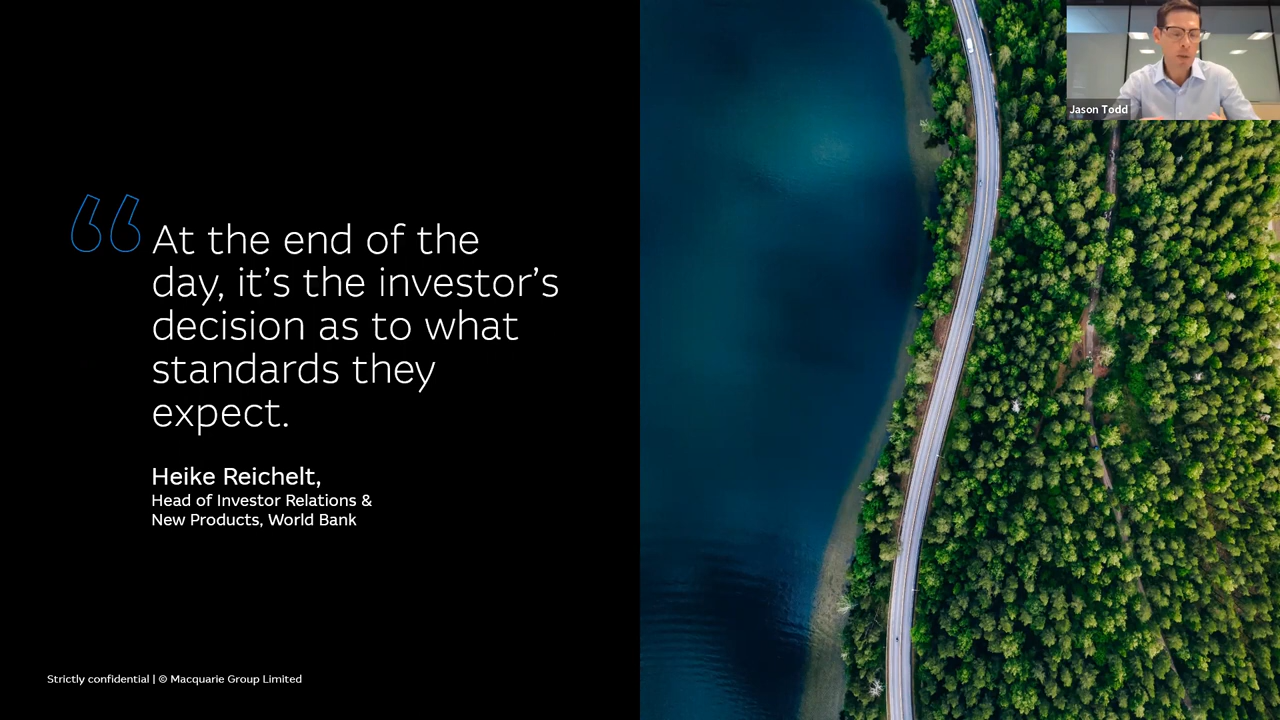 “
At the end of the
day, it’s the investor’s
decision as to what
standards they
expect.
Heike Reichelt,
Head of Investor Relations &
New Products, World Bank
Strictly confidential | © Macquarie Group Limited
Jason Todd